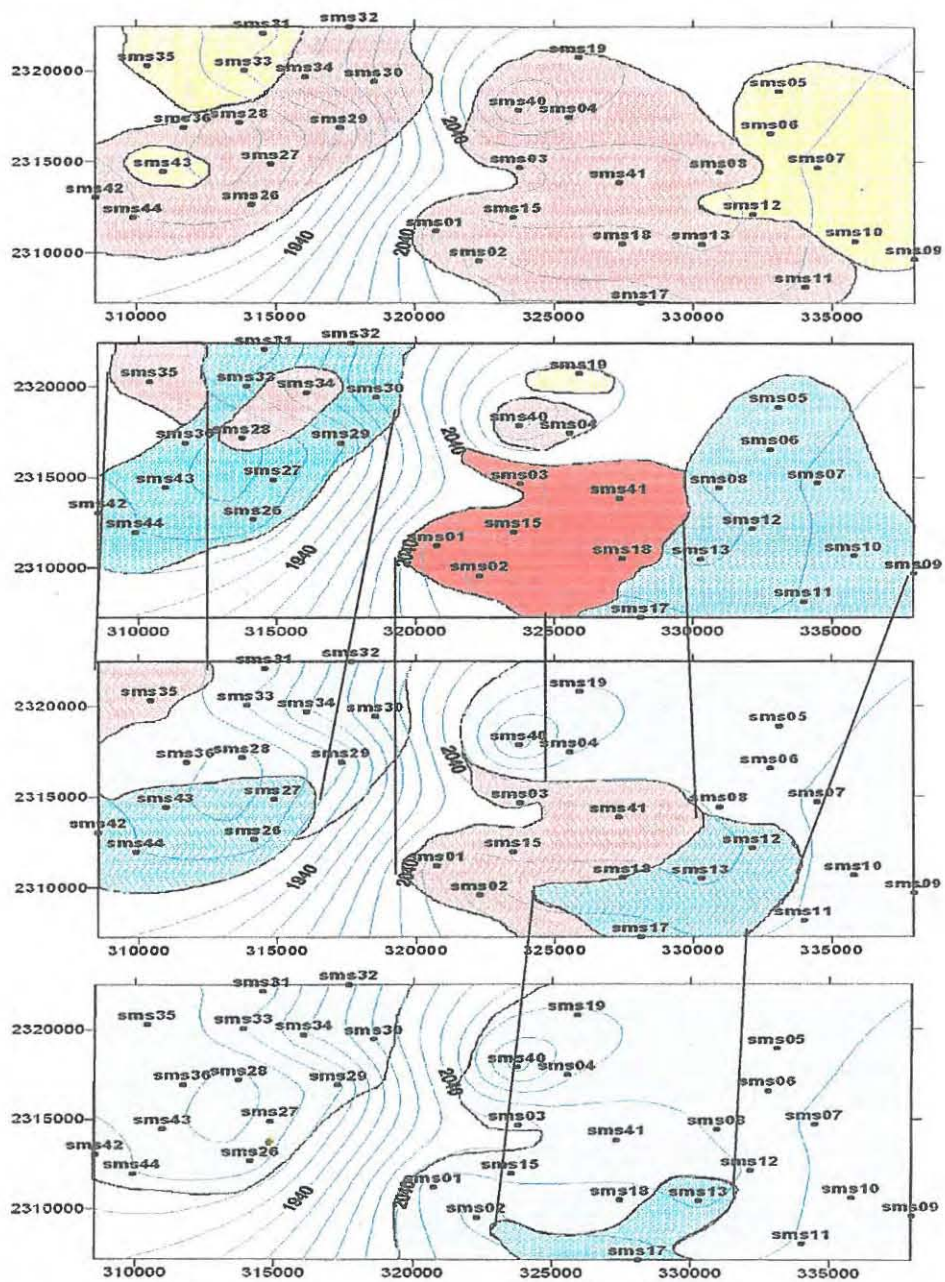 sms31 sms32
sms35 sms33 sms34 sms30 sms19
2320000
sms05
sms40 sms04
sms36 sms28 sms29 2040 sms06
2315000
sms43 sms27 sms03 sms41 sms08 sms07
sms42
sms44 sms26 sms01 sms15 sms12
2310000
1940 2040 sms02 sms18 sms13 sms10 sms09
sms17 sms11
310000 315000 320000 325000 330000 335000
sms31 sms32
sms35 sms33 sms34 sms30 sms19
2320000
sms05
sms40 sms04
sms36 sms28 sms29 2040 sms06
2315000
sms43 sms27 sms03 sms41 sms08 sms07
sms42
sms44 sms26 sms01 sms15 sms12
2310000
1940 2040 sms02 sms18 sms13 sms10 sms09
sms17 sms11
310000 315000 320000 325000 330000 335000
sms31 sms32
sms35 sms33 sms34 sms30 sms19
2320000
sms05
sms40 sms04
sms36 sms28 sms29 2040 sms06
2315000
sms43 sms27 sms03 sms41 sms08 sms07
sms42
sms44 sms26 sms01 sms15 sms12
2310000
1940 2040 sms02 sms18 sms13 sms10 sms09
sms17 sms11
310000 315000 320000 325000 330000 335000
sms31 sms32
sms35 sms33 sms34 sms30 sms19
2320000
sms05
sms40 sms04
sms36 sms28 sms29 2040 sms06
2315000
sms43 sms27 sms03 sms41 sms08 sms07
sms42
sms44 sms26 sms01 sms15 sms12
2310000
1940 2040 sms02 sms18 sms13 sms10 sms09
sms17 sms11
310000 315000 320000 325000 330000 335000